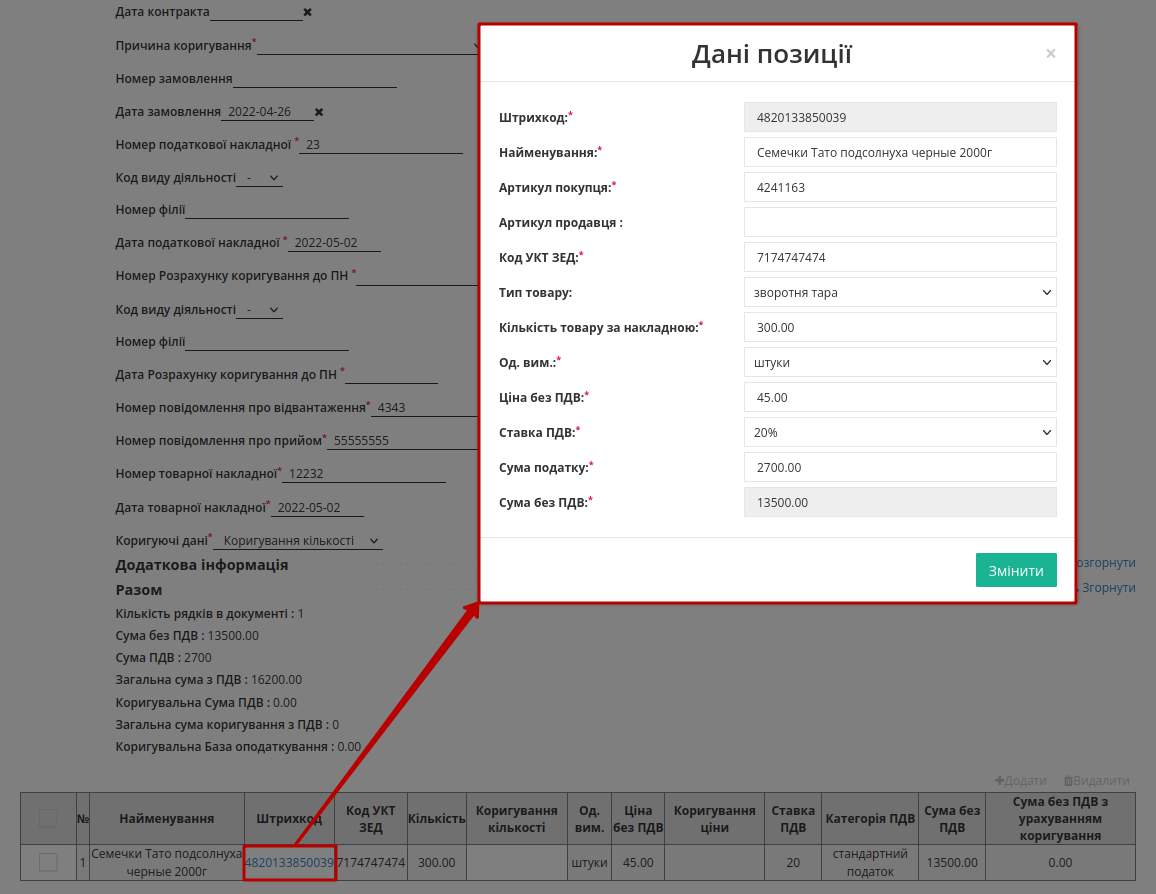 Дата контракта ✖
Причина коригування*
Номер замовлення
Дата замовлення 2022-04-26 ✖
Номер податкової накладної * 23
Код виду діяльності -
Номер філії
Дата податкової накладної * 2022-05-02
Номер Розрахунку коригування до ПН *
Код виду діяльності -
Номер філії
Дата Розрахунку коригування до ПН *
Номер повідомлення про відвантаження* 4343
Номер повідомлення про прийом* 55555555
Номер товарної накладної* 12232
Дата товарної накладної* 2022-05-02
Коригуючі дані* Коригування кількості
Додаткова інформація озгорнути
Разом Згорнути
Кількість рядків в документі : 1
Сума без ПДВ : 13500.00
Сума ПДВ : 2700
Загальна сума з ПДВ : 16200.00
Коригувальна Сума ПДВ : 0.00
Загальна сума коригування з ПДВ : 0
Коригувальна База оподаткування : 0.00
Дані позиції ×
Штрихкод:* 4820133850039
Найменування:* Семечки Тато подсолнуха черные 2000г
Артикул покупця:* 4241163
Артикул продавця :
Код УКТ ЗЕД:* 7174747474
Тип товару: зворотня тара
Кількість товару за накладною:* 300.00
Од. вим.:* штуки
Ціна без ПДВ:* 45.00
Ставка ПДВ:* 20%
Сума податку:* 2700.00
Сума без ПДВ:* 13500.00
Змінити
Додати Видалити
№ Найменування Штрихкод Код УКТ ЗЕД Кількість Коригування кількості Од. вим. Ціна без ПДВ Коригування ціни Ставка ПДВ Категорія ПДВ Сума без ПДВ Сума без ПДВ з урахуванням коригування
1 Семечки Тато подсолнуха черные 2000г 4820133850039 7174747474 300.00 штуки 45.00 20 стандартний податок 13500.00 0.00